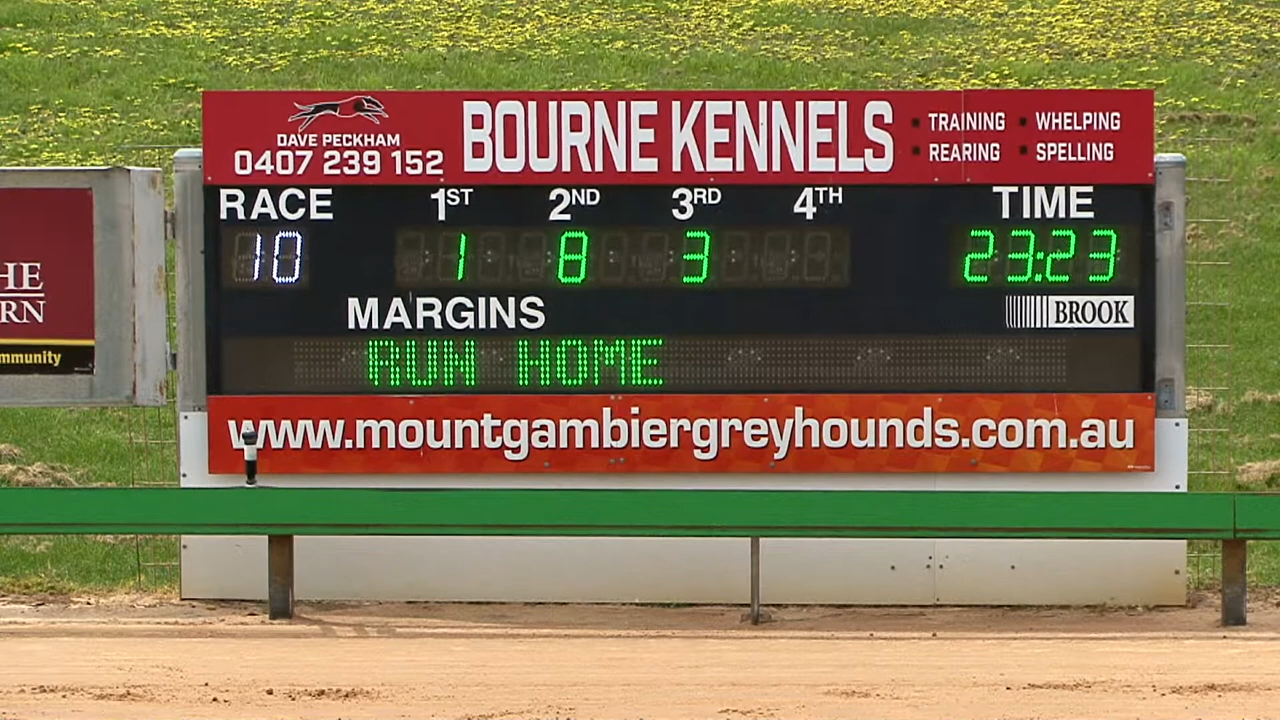 DAVE PECKHAM
0407 239 152
BOURNE KENNELS
▪ TRAINING ▪ WHELPING
▪ REARING ▪ SPELLING
RACE 1ST 2ND 3RD 4TH TIME
10 1 8 3 23:23
MARGINS
BROOK
RUN HOME
www.mountgambiergreyhounds.com.au
HE
RN
mmunity